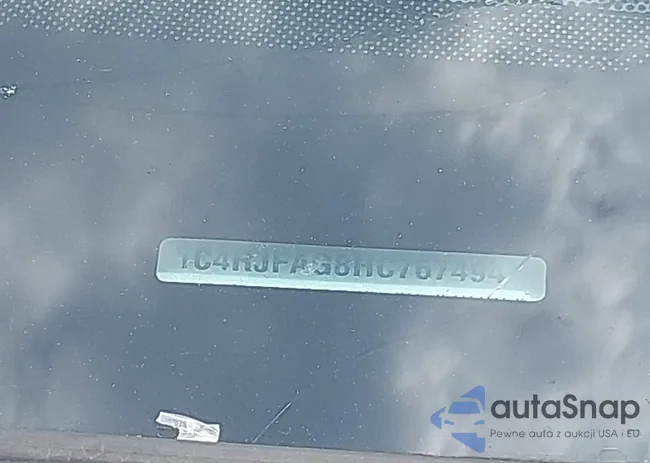 1C4RJFAG8HC767494
autaSnap
Pewne auta z aukcji USA i EU